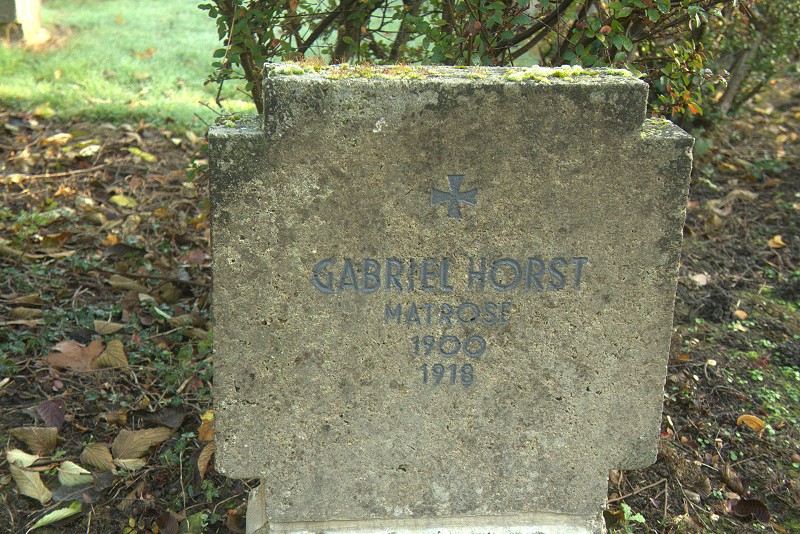 GABRIEL HORST
MATROSE
1900
1918